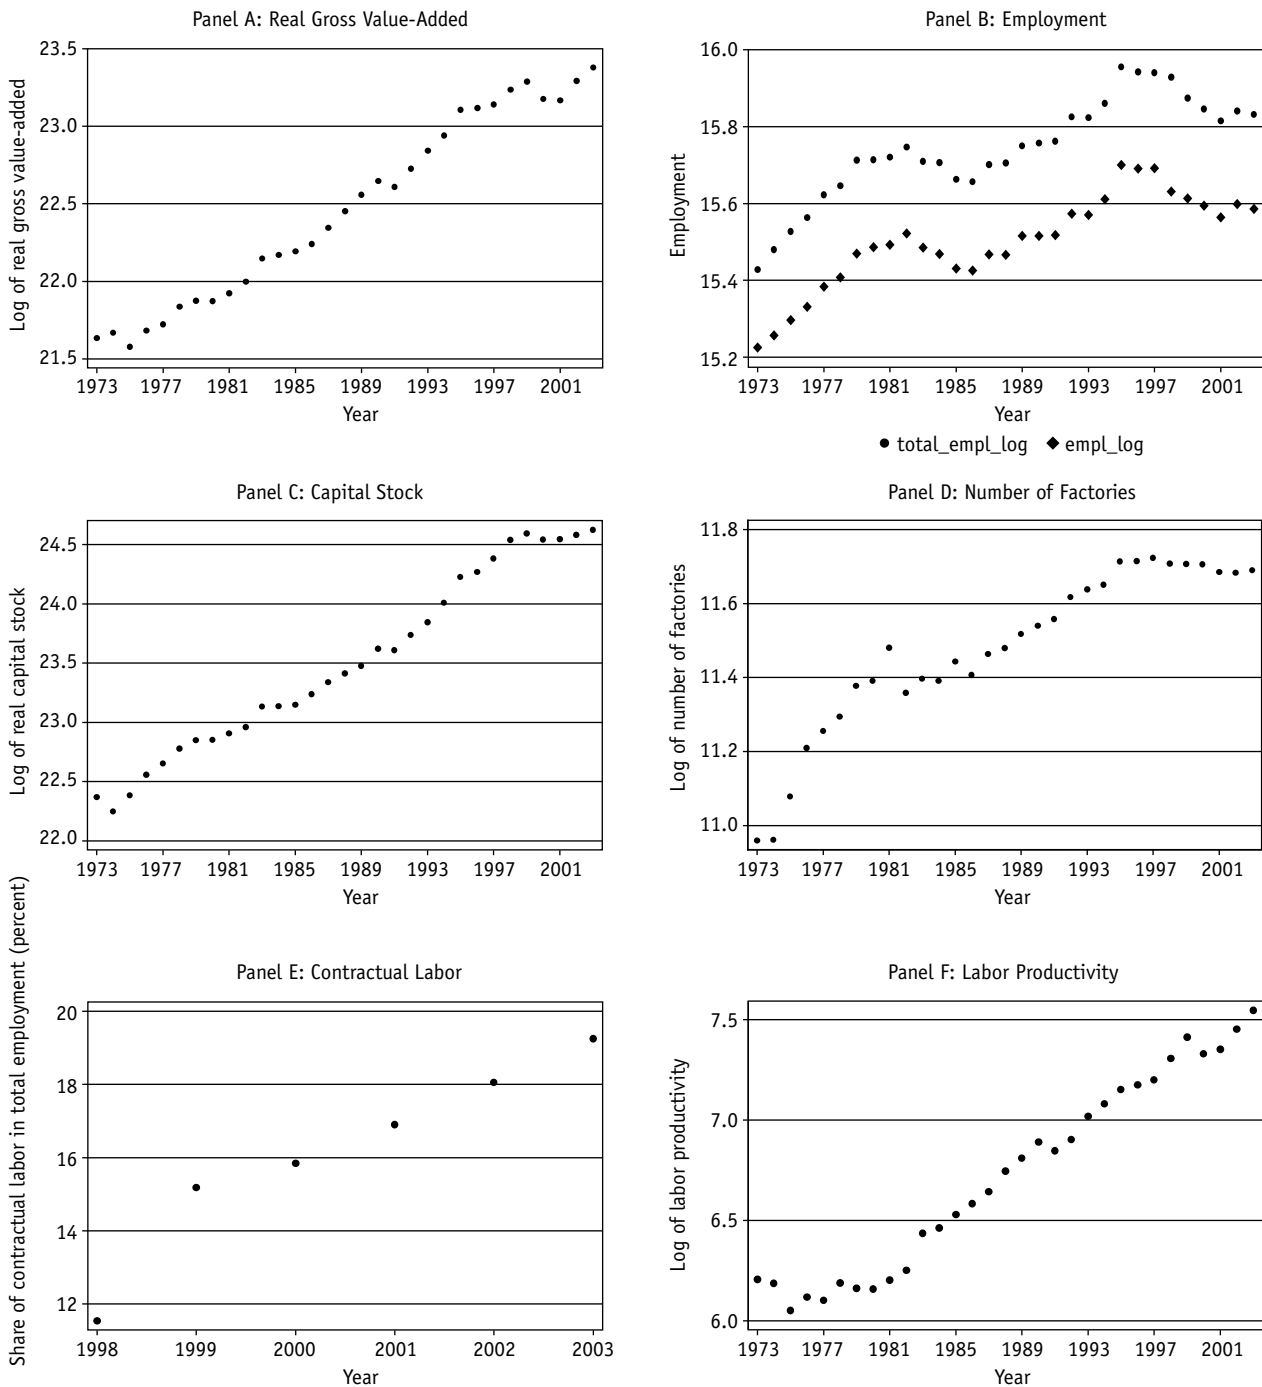 Panel A: Real Gross Value-Added
Log of real gross value-added
23.5
23.0
22.5
22.0
21.5
1973 1977 1981 1985 1989 1993 1997 2001
Year
Panel B: Employment
Employment
16.0
15.8
15.6
15.4
15.2
1973 1977 1981 1985 1989 1993 1997 2001
Year
total_empl_log empl_log
Panel C: Capital Stock
Log of real capital stock
24.5
24.0
23.5
23.0
22.5
22.0
1973 1977 1981 1985 1989 1993 1997 2001
Year
Panel D: Number of Factories
Log of number of factories
11.8
11.6
11.4
11.2
11.0
1973 1977 1981 1985 1989 1993 1997 2001
Year
Panel E: Contractual Labor
Share of contractual labor in total employment (percent)
20
18
16
14
12
1998 1999 2000 2001 2002 2003
Year
Panel F: Labor Productivity
Log of labor productivity
7.5
7.0
6.5
6.0
1973 1977 1981 1985 1989 1993 1997 2001
Year